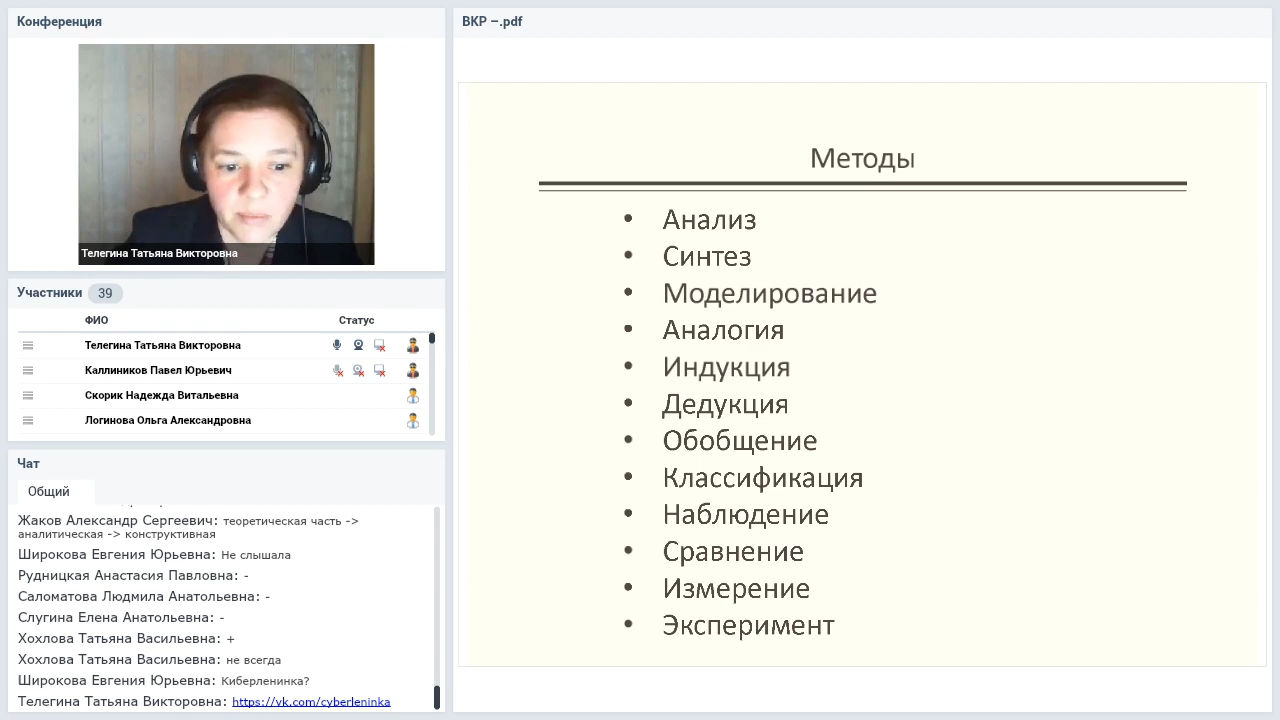 Конференция
Телегина Татьяна Викторовна
Участники 39
ФИО Статус
Телегина Татьяна Викторовна
Каллиников Павел Юрьевич
Скорик Надежда Витальевна
Логинова Ольга Александровна
Чат
Общий
Жаков Александр Сергеевич: теоретическая часть ->
аналитическая -> конструктивная
Широкова Евгения Юрьевна: Не слышала
Рудницкая Анастасия Павловна: -
Саломатова Людмила Анатольевна: -
Слугина Елена Анатольевна: -
Хохлова Татьяна Васильевна: +
Хохлова Татьяна Васильевна: не всегда
Широкова Евгения Юрьевна: Киберленинка?
Телегина Татьяна Викторовна: https://vk.com/cyberleninka
ВКР –.pdf
Методы
• Анализ
• Синтез
• Моделирование
• Аналогия
• Индукция
• Дедукция
• Обобщение
• Классификация
• Наблюдение
• Сравнение
• Измерение
• Эксперимент